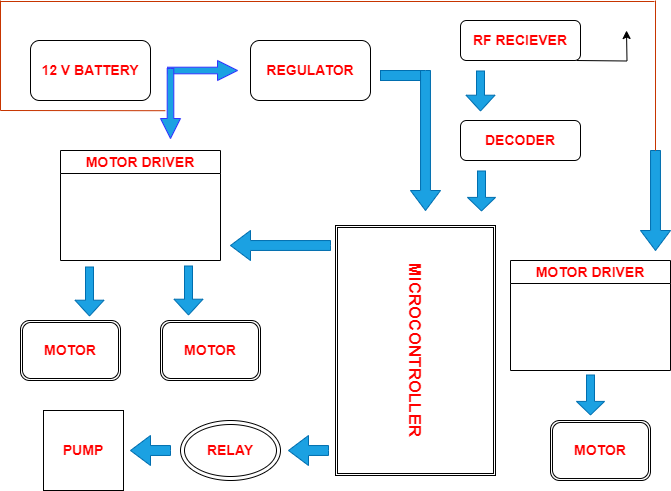 RF RECIEVER
12 V BATTERY
REGULATOR
DECODER
MOTOR DRIVER
MICROCONTROLLER
MOTOR DRIVER
MOTOR
MOTOR
PUMP
RELAY
MOTOR